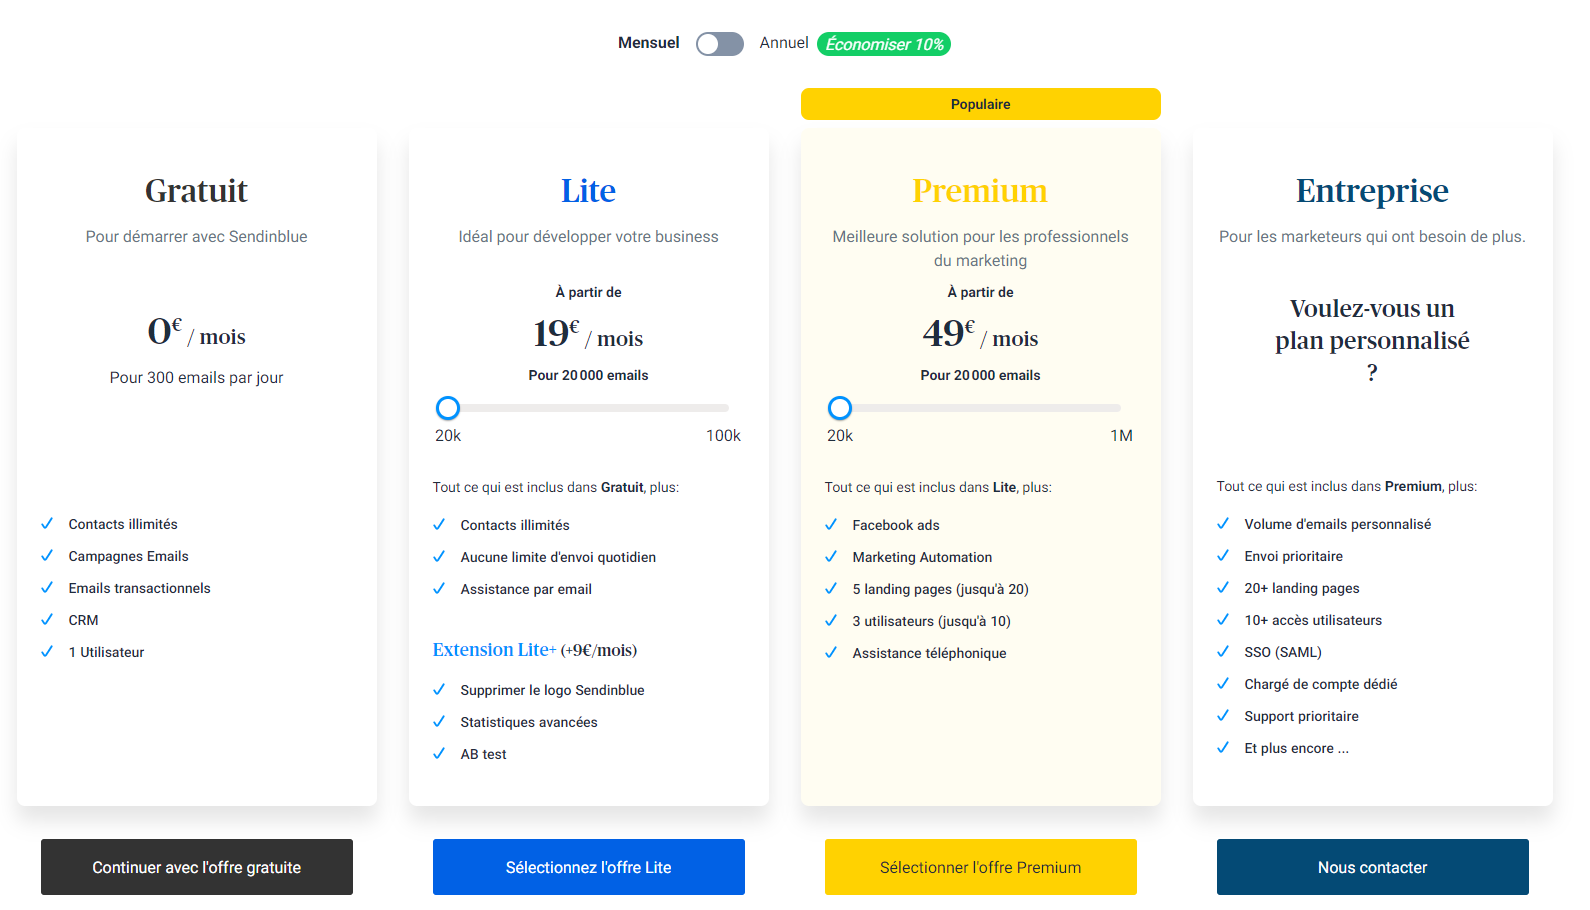 Mensuel Annuel Économiser 10%
Populaire
Gratuit
Pour démarrer avec Sendinblue
0€ / mois
Pour 300 emails par jour
Contacts illimités
Campagnes Emails
Emails transactionnels
CRM
1 Utilisateur
Continuer avec l'offre gratuite
Lite
Idéal pour développer votre business
À partir de
19€ / mois
Pour 20 000 emails
20k 100k
Tout ce qui est inclus dans Gratuit, plus:
Contacts illimités
Aucune limite d'envoi quotidien
Assistance par email
Extension Lite+ (+9€/mois)
Supprimer le logo Sendinblue
Statistiques avancées
AB test
Sélectionnez l'offre Lite
Premium
Meilleure solution pour les professionnels
du marketing
À partir de
49€ / mois
Pour 20 000 emails
20k 1M
Tout ce qui est inclus dans Lite, plus:
Facebook ads
Marketing Automation
5 landing pages (jusqu'à 20)
3 utilisateurs (jusqu'à 10)
Assistance téléphonique
Sélectionner l'offre Premium
Entreprise
Pour les marketeurs qui ont besoin de plus.
Voulez-vous un
plan personnalisé
?
Tout ce qui est inclus dans Premium, plus:
Volume d'emails personnalisé
Envoi prioritaire
20+ landing pages
10+ accès utilisateurs
SSO (SAML)
Chargé de compte dédié
Support prioritaire
Et plus encore ...
Nous contacter